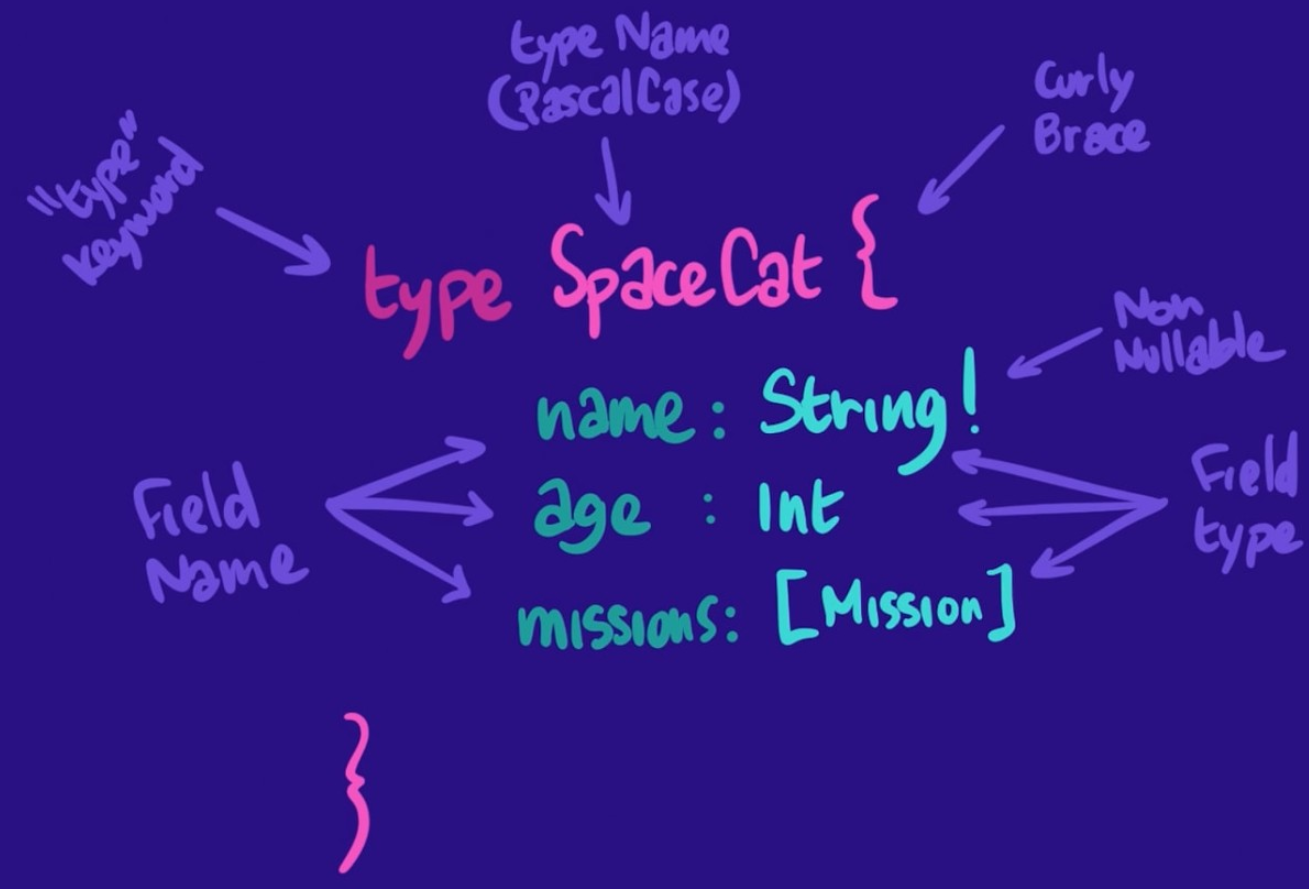 type Name
(PascalCase)
Curly
Brace
"type"
keyword
type SpaceCat {
Non
Nullable
name: String!
Field
Name
age : Int
Field
type
missions: [Mission]
}